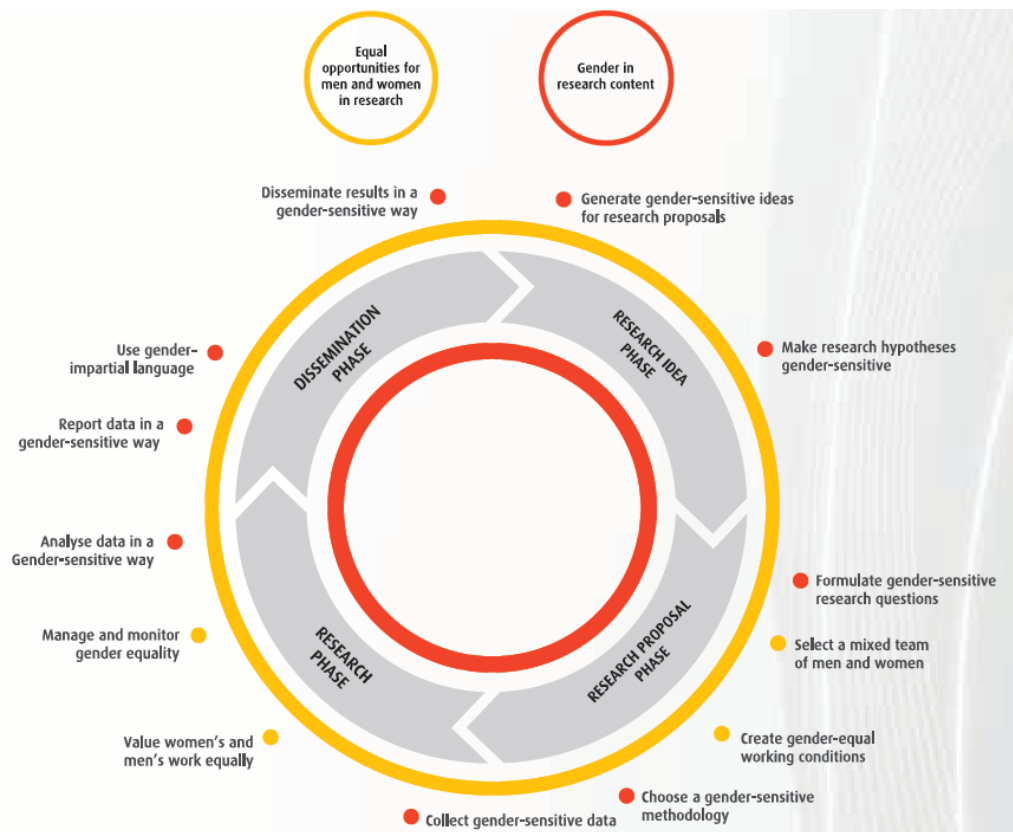 Equal
opportunities for
men and women
in research
Gender in
research content
Disseminate results in a
gender-sensitive way
Generate gender-sensitive ideas
for research proposals
DISSEMINATION
PHASE
RESEARCH IDEA
PHASE
Use gender-
impartial language
Make research hypotheses
gender-sensitive
Report data in a
gender-sensitive way
Analyse data in a
Gender-sensitive way
Formulate gender-sensitive
research questions
Manage and monitor
gender equality
RESEARCH
PHASE
RESEARCH PROPOSAL
PHASE
Select a mixed team
of men and women
Value women's and
men's work equally
Create gender-equal
working conditions
Collect gender-sensitive data
Choose a gender-sensitive
methodology